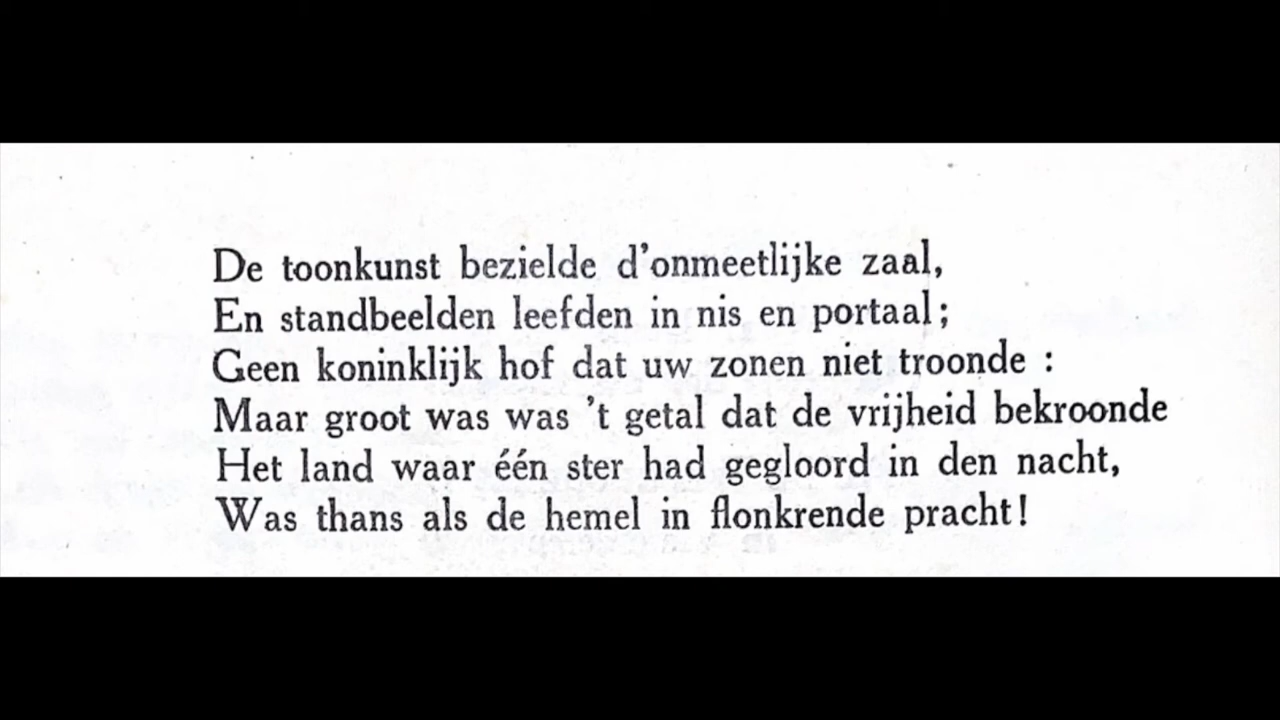 De toonkunst bezielde d'onmeetlijke zaal,
En standbeelden leefden in nis en portaal;
Geen koninklijk hof dat uw zonen niet troonde :
Maar groot was was 't getal dat de vrijheid bekroonde
Het land waar één ster had gegloord in den nacht,
Was thans als de hemel in flonkrende pracht!